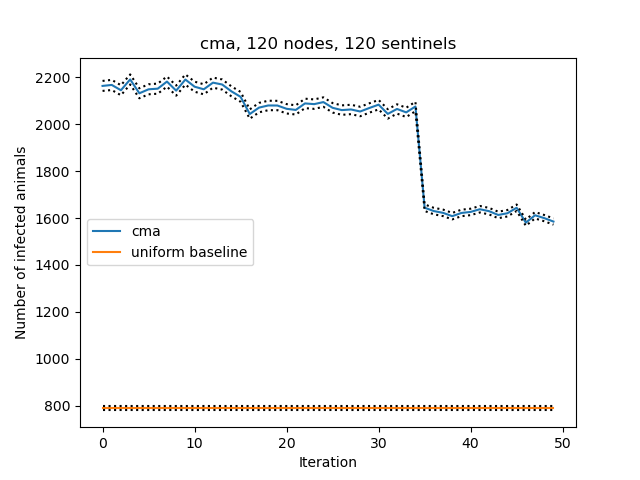 cma, 120 nodes, 120 sentinels
Number of infected animals
2200
2000
1800
1600
1400
1200
1000
800
cma
uniform baseline
0
10
20
30
40
50
Iteration